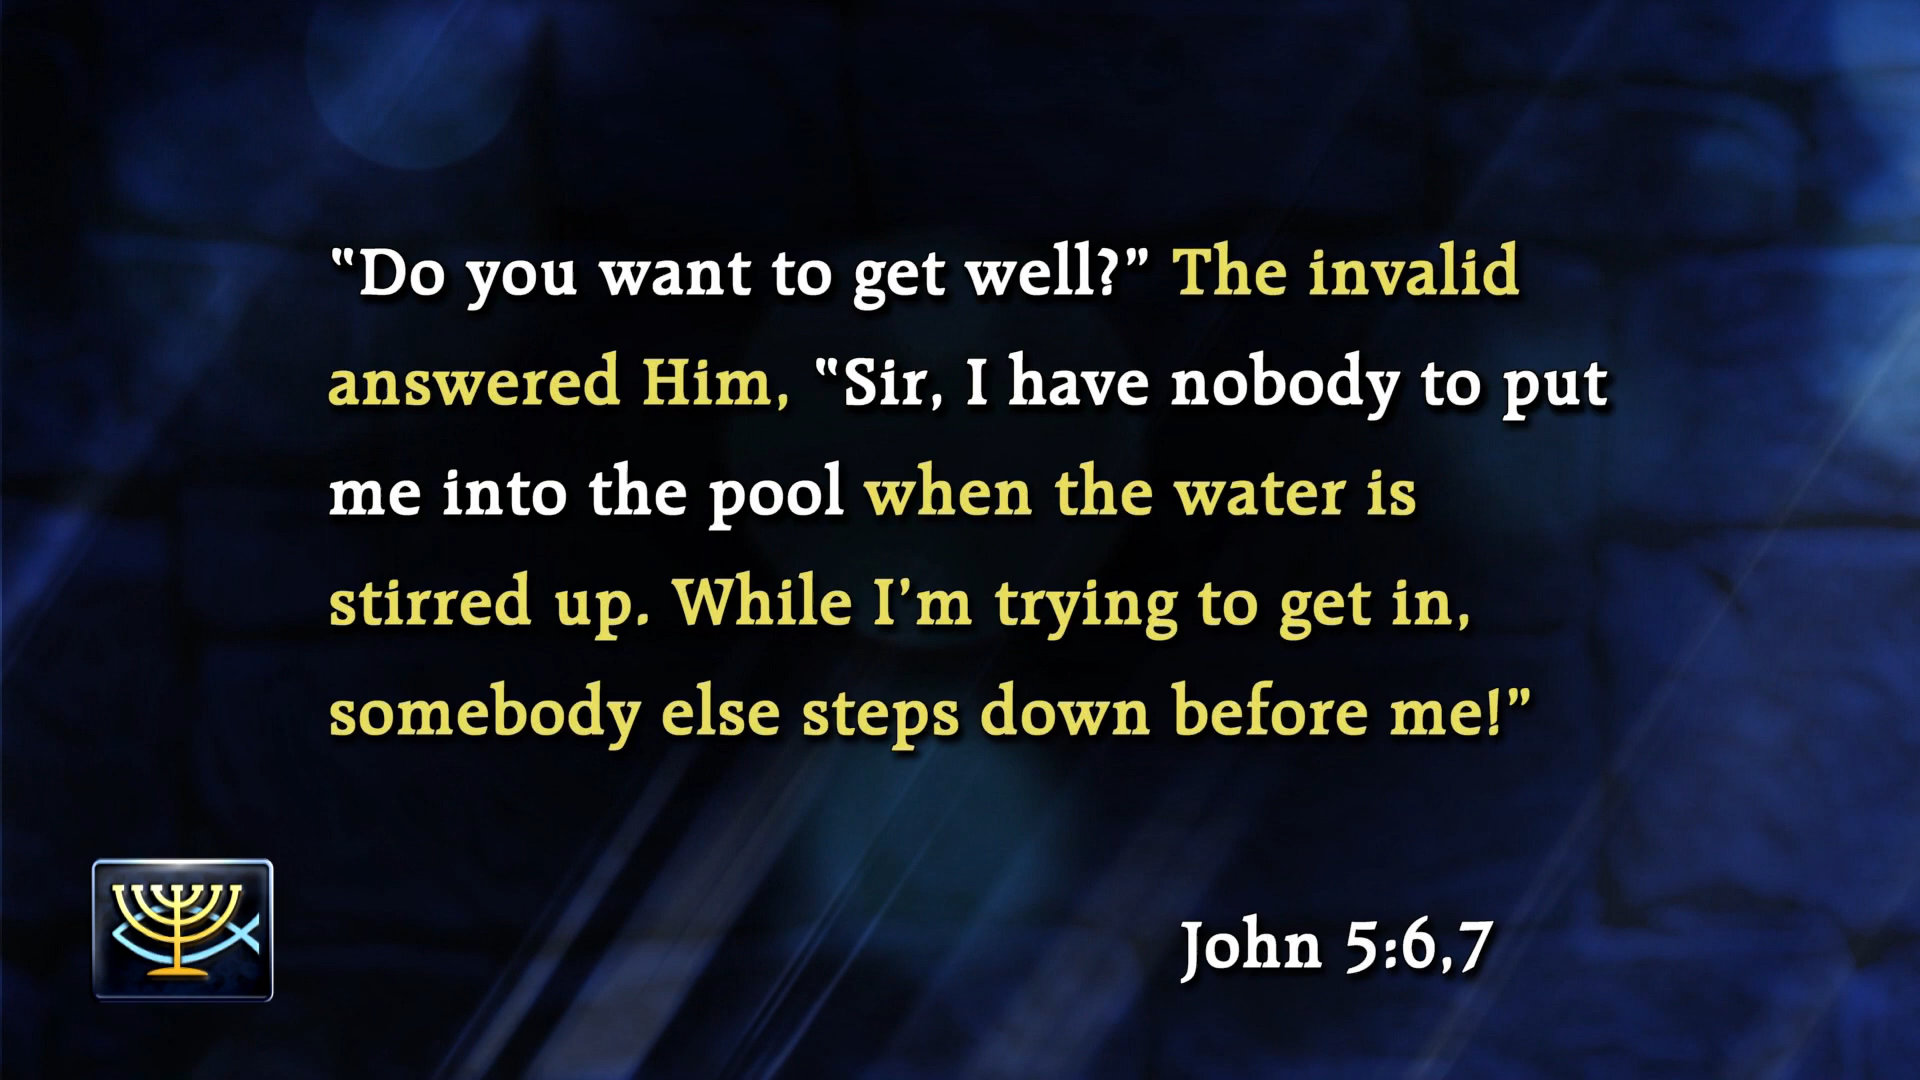 “Do you want to get well?” The invalid
answered Him, “Sir, I have nobody to put
me into the pool when the water is
stirred up. While I’m trying to get in,
somebody else steps down before me!”
John 5:6,7